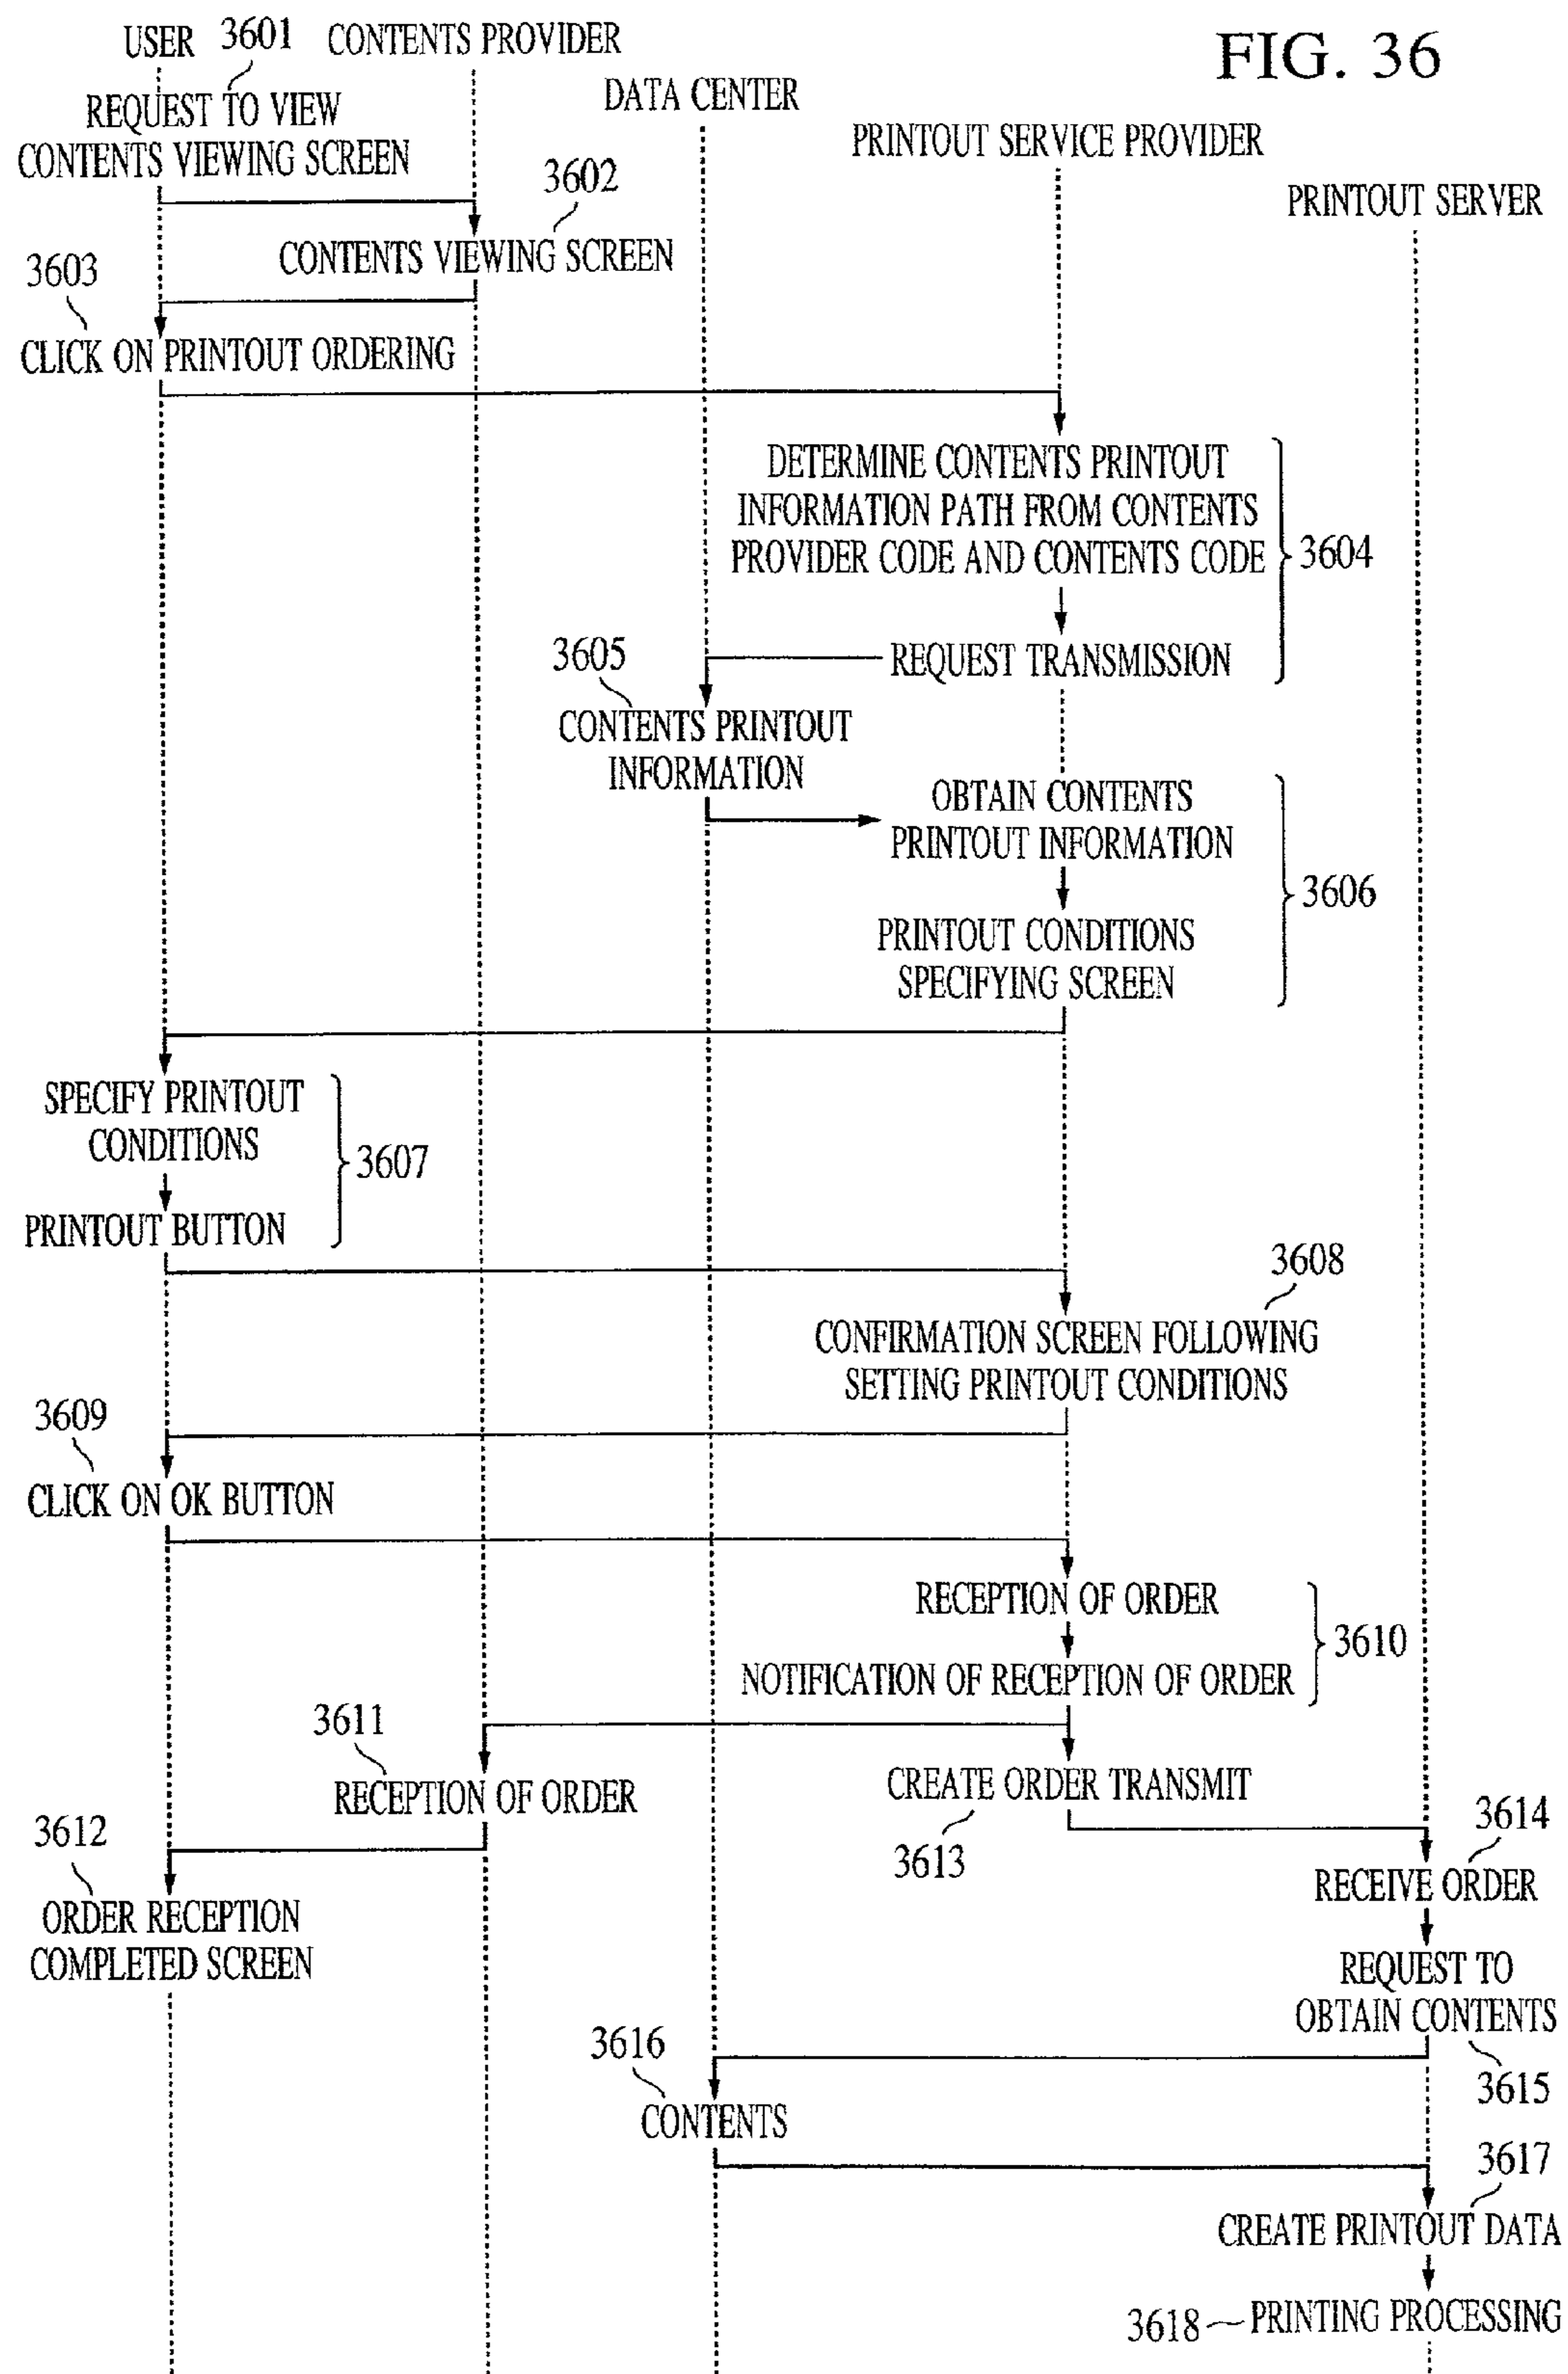 FIG. 36
USER
3601
CONTENTS PROVIDER
DATA CENTER
PRINTOUT SERVICE PROVIDER
PRINTOUT SERVER
REQUEST TO VIEW
CONTENTS VIEWING SCREEN
3602
CONTENTS VIEWING SCREEN
3603
CLICK ON PRINTOUT ORDERING
DETERMINE CONTENTS PRINTOUT
INFORMATION PATH FROM CONTENTS
PROVIDER CODE AND CONTENTS CODE
3604
REQUEST TRANSMISSION
3605
CONTENTS PRINTOUT
INFORMATION
OBTAIN CONTENTS
PRINTOUT INFORMATION
3606
PRINTOUT CONDITIONS
SPECIFYING SCREEN
SPECIFY PRINTOUT
CONDITIONS
3607
PRINTOUT BUTTON
3608
CONFIRMATION SCREEN FOLLOWING
SETTING PRINTOUT CONDITIONS
3609
CLICK ON OK BUTTON
RECEPTION OF ORDER
3610
NOTIFICATION OF RECEPTION OF ORDER
3611
RECEPTION OF ORDER
CREATE ORDER TRANSMIT
3613
3612
ORDER RECEPTION
COMPLETED SCREEN
3614
RECEIVE ORDER
REQUEST TO
OBTAIN CONTENTS
3615
3616
CONTENTS
3617
CREATE PRINTOUT DATA
3618
PRINTING PROCESSING